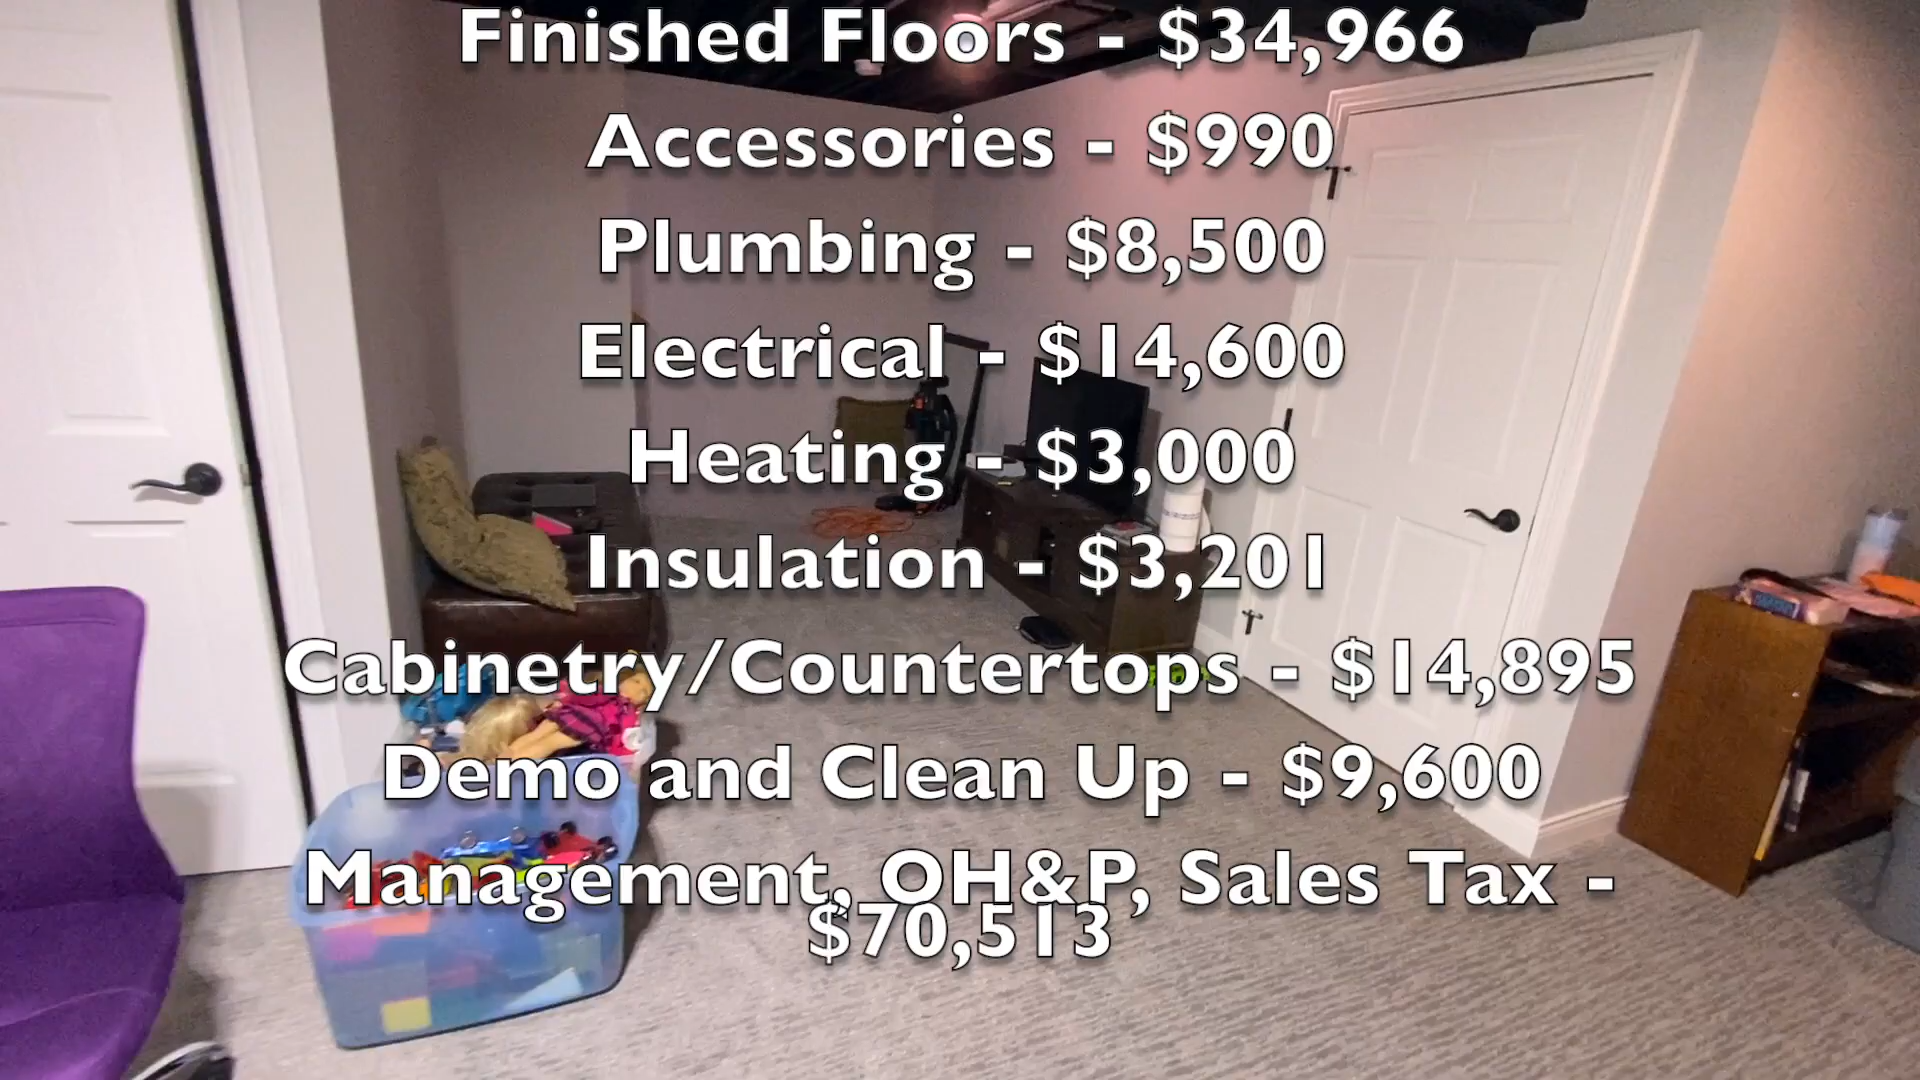 Finished Floors - $34,966
Accessories - $990
Plumbing - $8,500
Electrical - $14,600
Heating - $3,000
Insulation - $3,201
Cabinetry/Countertops - $14,895
Demo and Clean Up - $9,600
Management, OH&P, Sales Tax -
$70,513